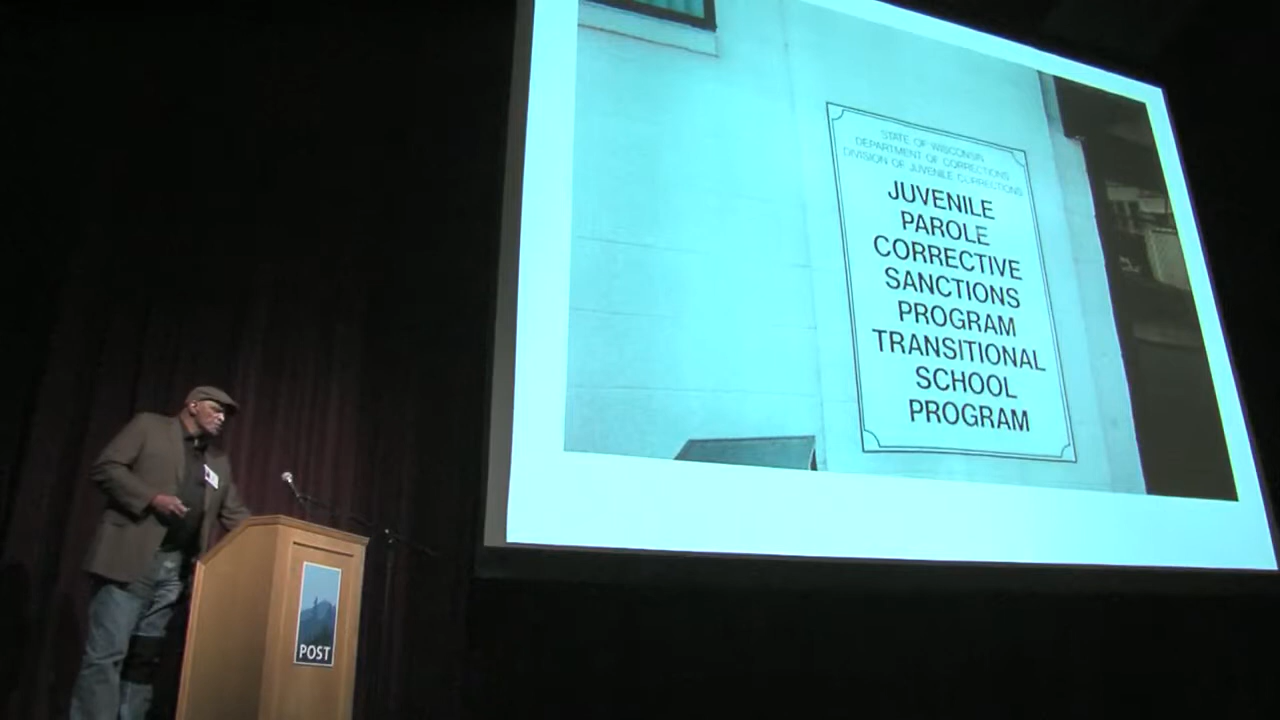 STATE OF WISCONSIN
DEPARTMENT OF CORRECTIONS
DIVISION OF JUVENILE CORRECTIONS
JUVENILE
PAROLE
CORRECTIVE
SANCTIONS
PROGRAM
TRANSITIONAL
SCHOOL
PROGRAM
POST